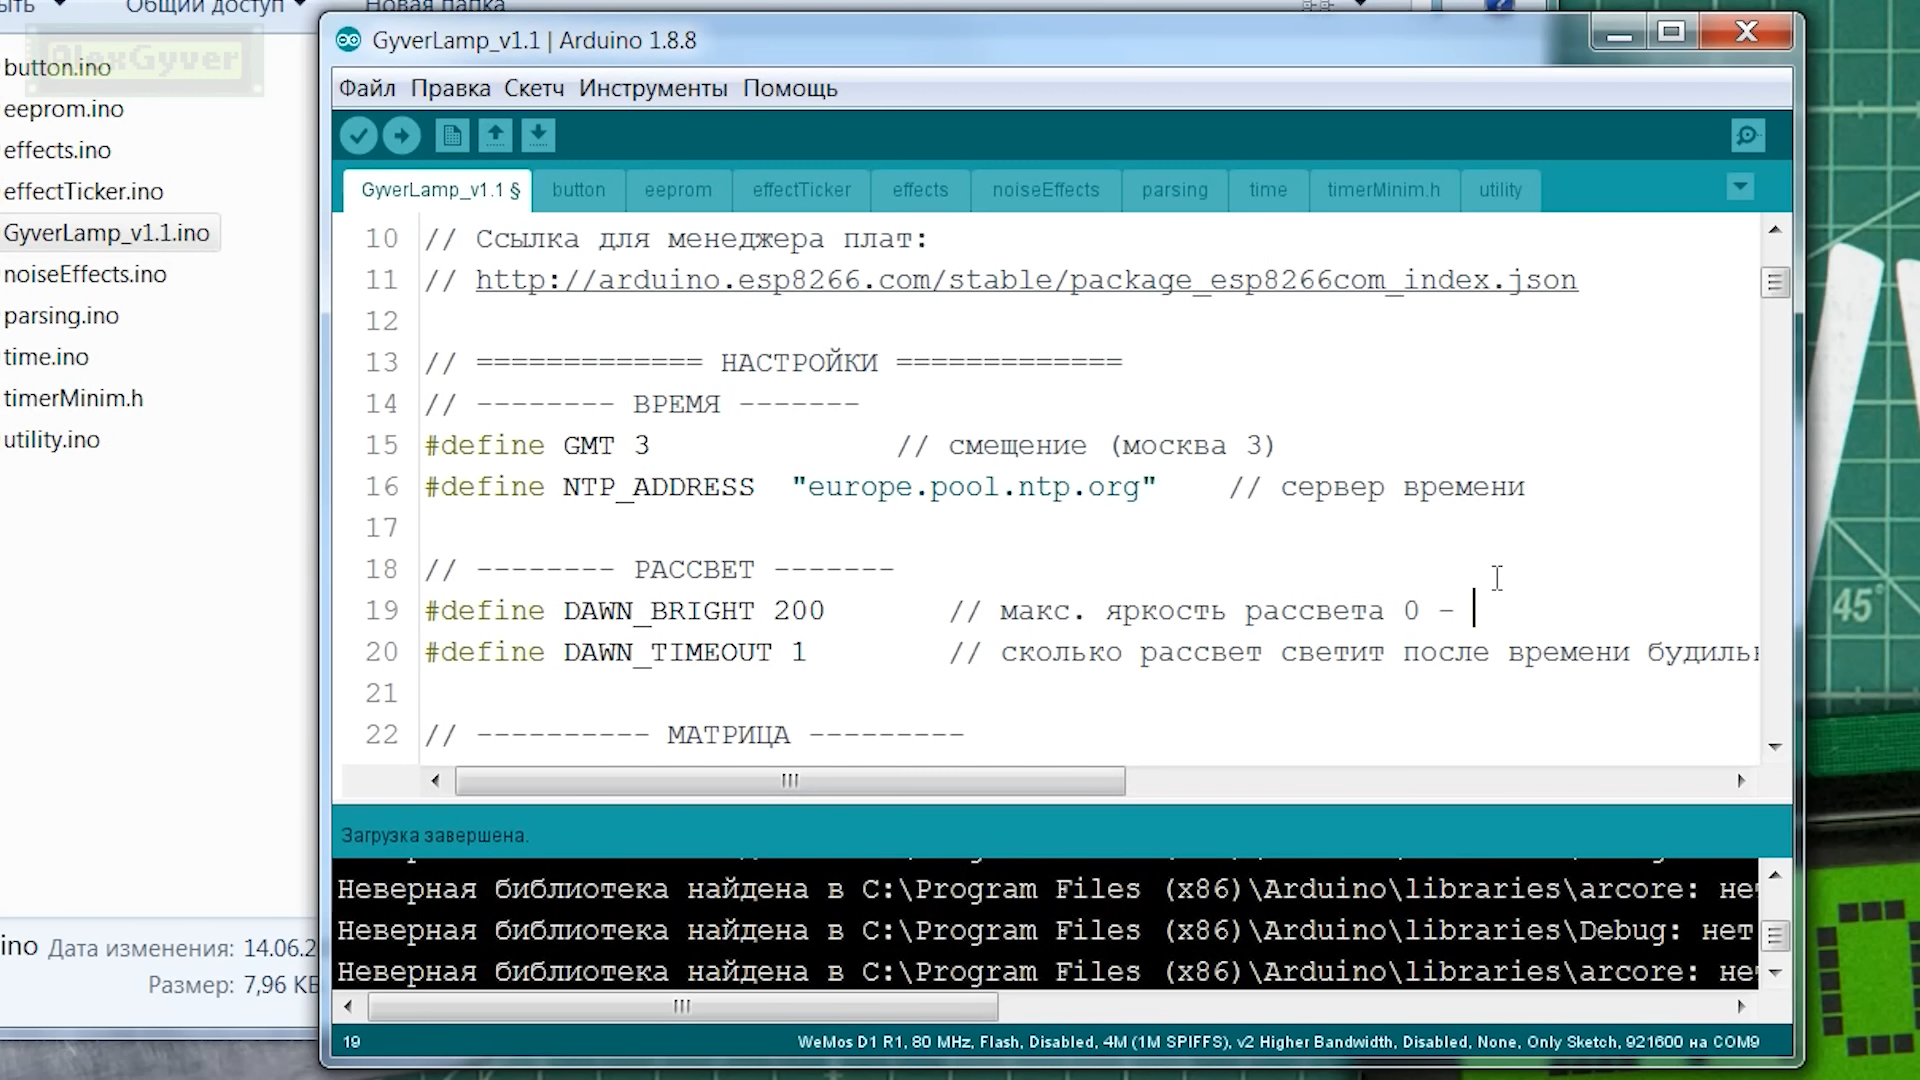 Общий доступ
Новая папка
AlexGyver
button.ino
eeprom.ino
effects.ino
effectTicker.ino
GyverLamp_v1.1.ino
noiseEffects.ino
parsing.ino
time.ino
timerMinim.h
utility.ino
ino Дата изменения: 14.06.2
Размер: 7,96 КБ
GyverLamp_v1.1 | Arduino 1.8.8
Файл Правка Скетч Инструменты Помощь
GyverLamp_v1.1 § button eeprom effectTicker effects noiseEffects parsing time timerMinim.h utility
10 // Ссылка для менеджера плат:
11 // http://arduino.esp8266.com/stable/package_esp8266com_index.json
12
13 // ============= НАСТРОЙКИ =============
14 // -------- ВРЕМЯ -------
15 #define GMT 3 // смещение (москва 3)
16 #define NTP_ADDRESS "europe.pool.ntp.org" // сервер времени
17
18 // -------- РАССВЕТ -------
19 #define DAWN_BRIGHT 200 // макс. яркость рассвета 0 -
20 #define DAWN_TIMEOUT 1 // сколько рассвет светит после времени будиль
21
22 // ---------- МАТРИЦА ---------
Загрузка завершена.
Неверная библиотека найдена в C:\Program Files (x86)\Arduino\libraries\arcore: не
Неверная библиотека найдена в C:\Program Files (x86)\Arduino\libraries\Debug: нет
Неверная библиотека найдена в C:\Program Files (x86)\Arduino\libraries\arcore: не
19 WeMos D1 R1, 80 MHz, Flash, Disabled, 4M (1M SPIFFS), v2 Higher Bandwidth, Disabled, None, Only Sketch, 921600 на COM9
45°